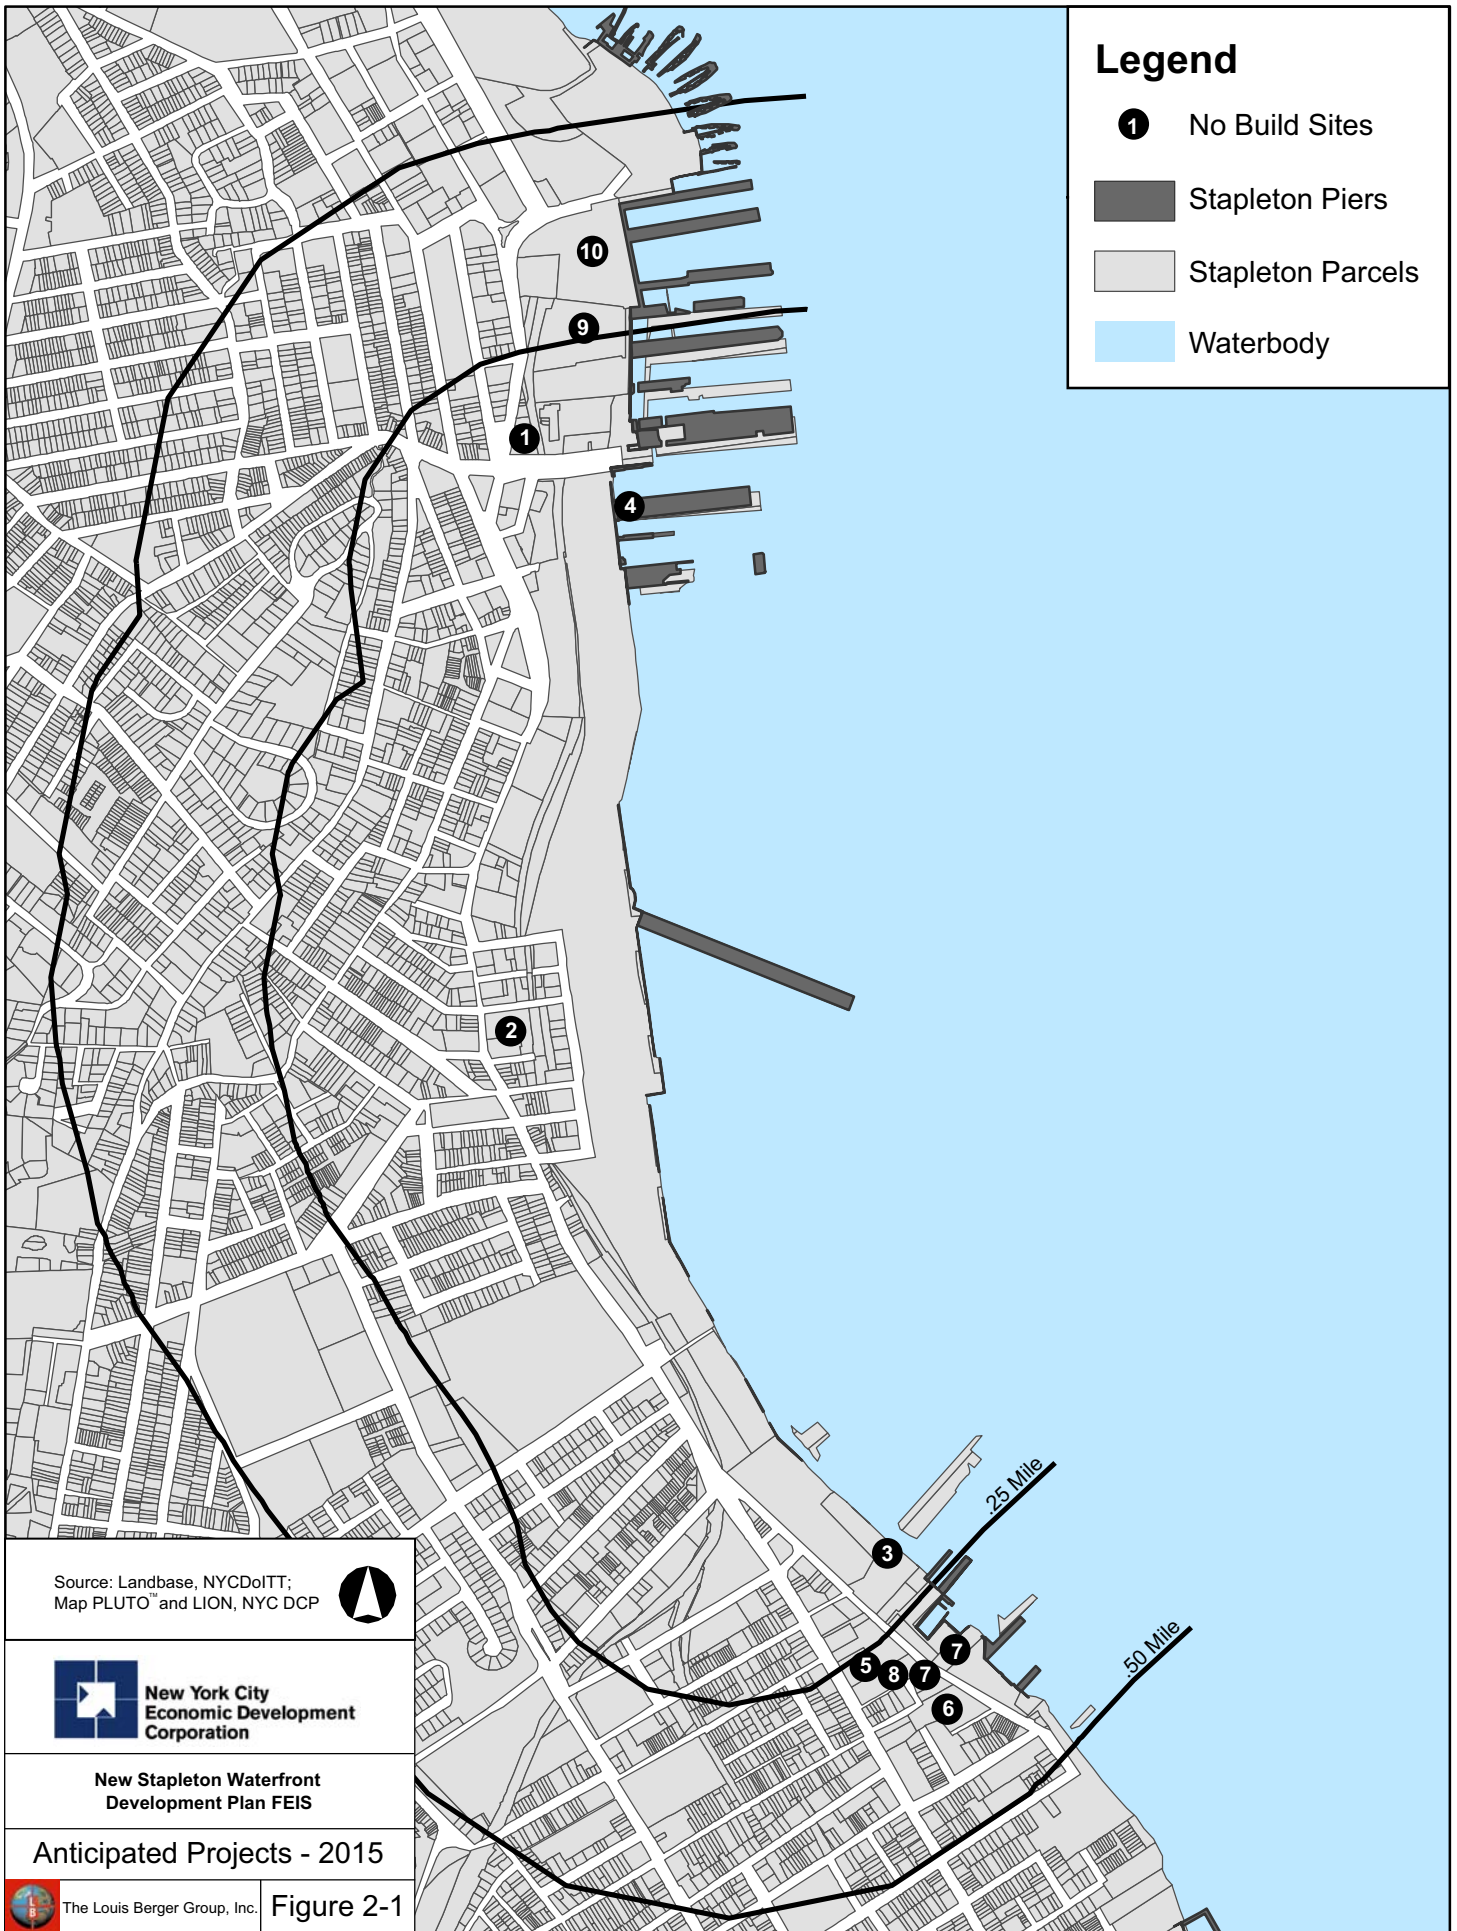 Legend
1 No Build Sites
Stapleton Piers
Stapleton Parcels
Waterbody
10
9
1
4
2
.25 Mile
3
.50 Mile
7
5
8
7
6
Source: Landbase, NYCDoITT;
Map PLUTO™ and LION, NYC DCP
New York City
Economic Development
Corporation
New Stapleton Waterfront
Development Plan FEIS
Anticipated Projects - 2015
L
B
The Louis Berger Group, Inc.
Figure 2-1